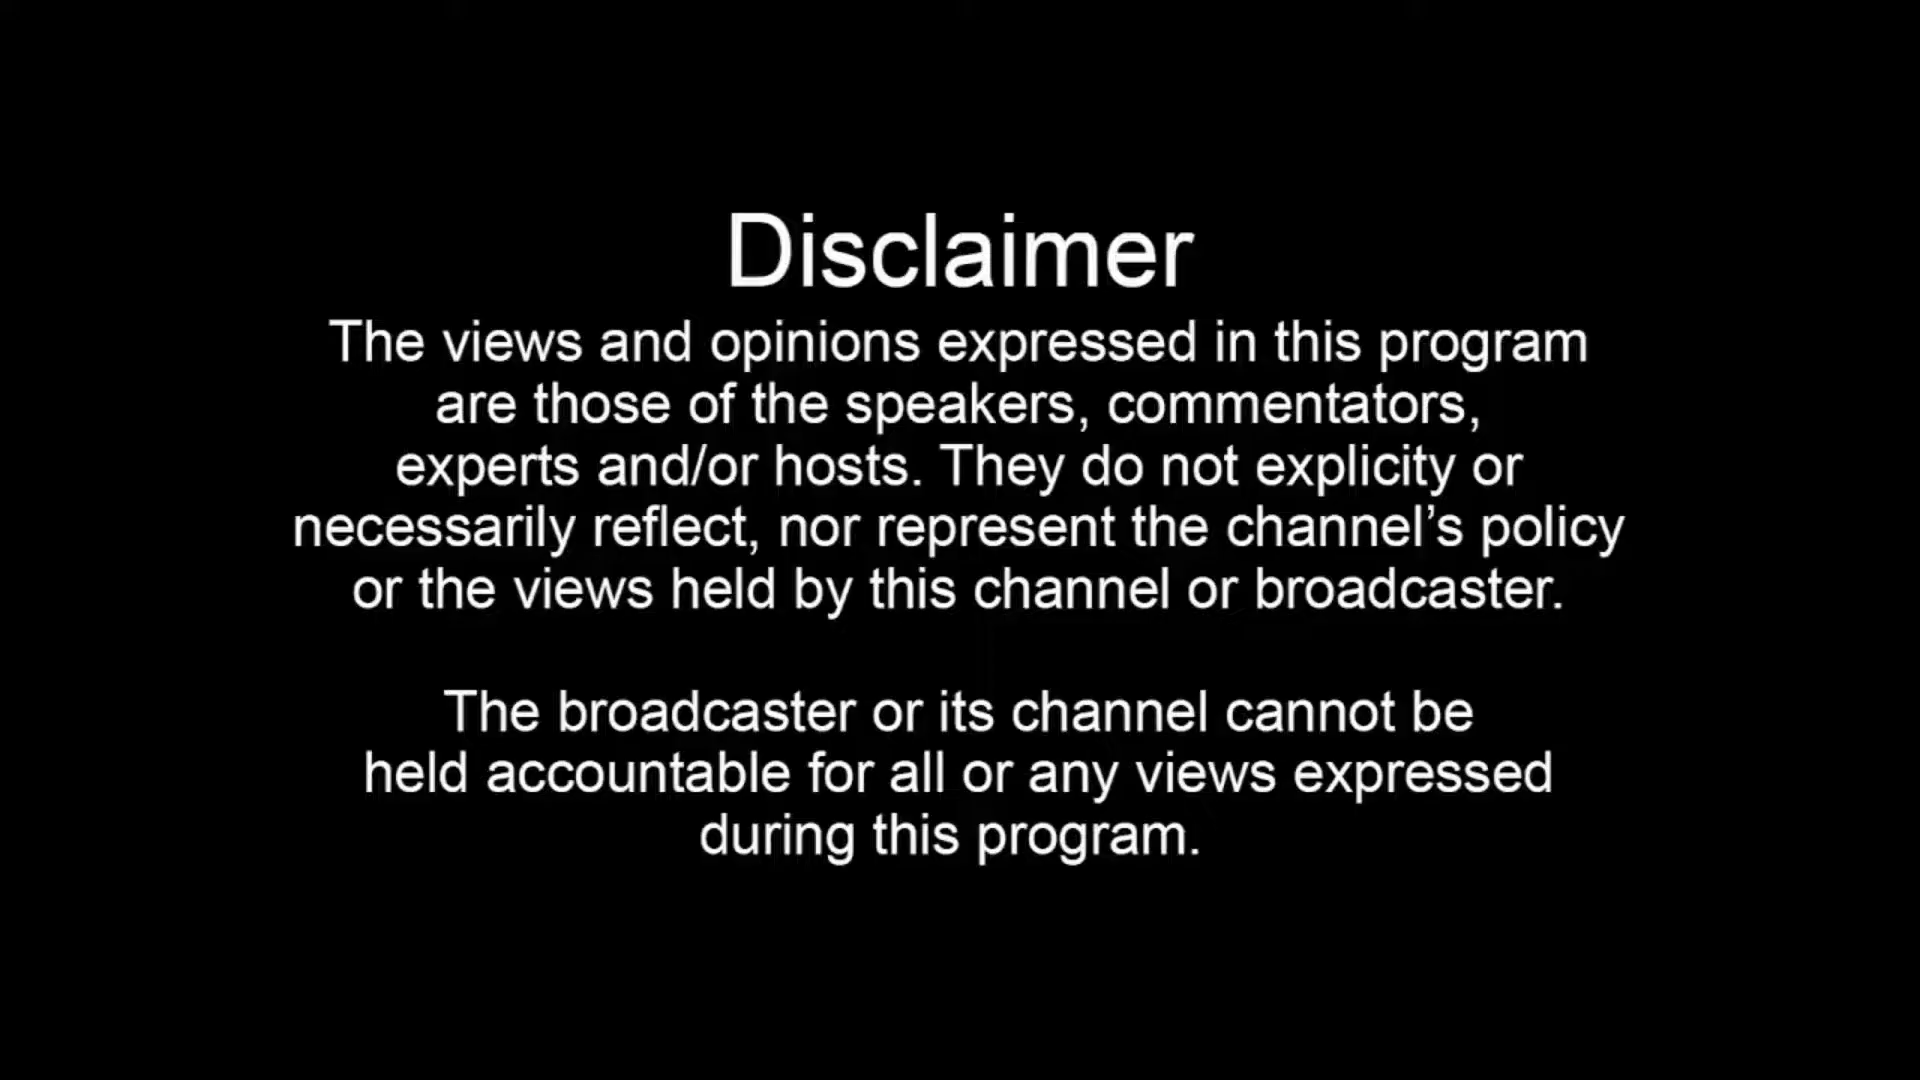 Disclaimer
The views and opinions expressed in this program
are those of the speakers, commentators,
experts and/or hosts. They do not explicity or
necessarily reflect, nor represent the channel’s policy
or the views held by this channel or broadcaster.
The broadcaster or its channel cannot be
held accountable for all or any views expressed
during this program.